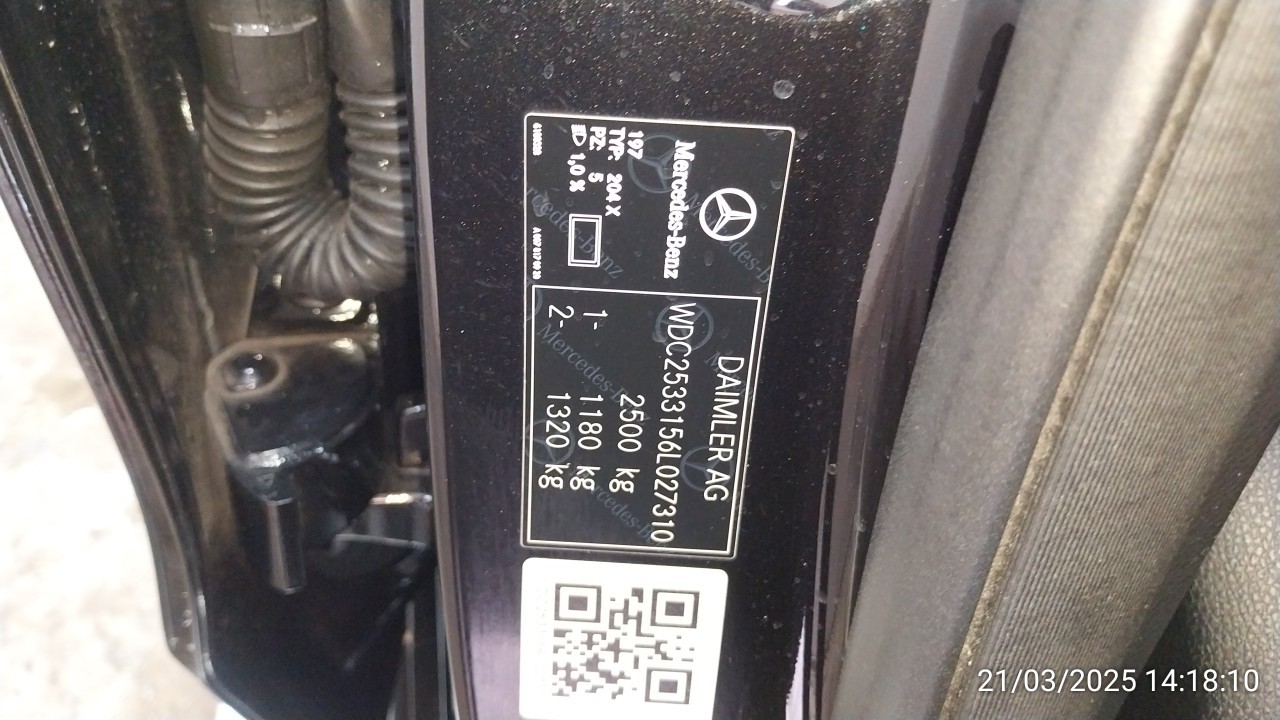 Mercedes-Benz
197
TYP: 204 X
PZ: 5
1,0 %
DAIMLER AG
WDC2533156L027310
2500 kg
1- 1180 kg
2- 1320 kg
21/03/2025 14:18:10